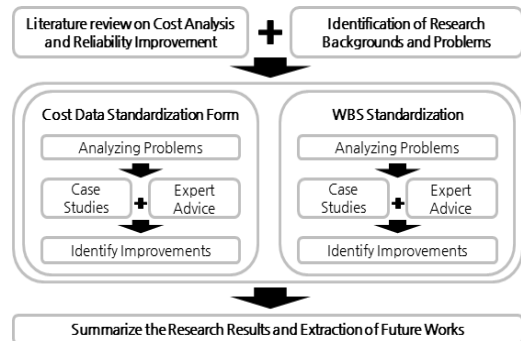 Literature review on Cost Analysis
and Reliability Improvement
+
Identification of Research
Backgrounds and Problems
Cost Data Standardization Form
Analyzing Problems
Case
Studies
+
Expert
Advice
Identify Improvements
WBS Standardization
Analyzing Problems
Case
Studies
+
Expert
Advice
Identify Improvements
Summarize the Research Results and Extraction of Future Works